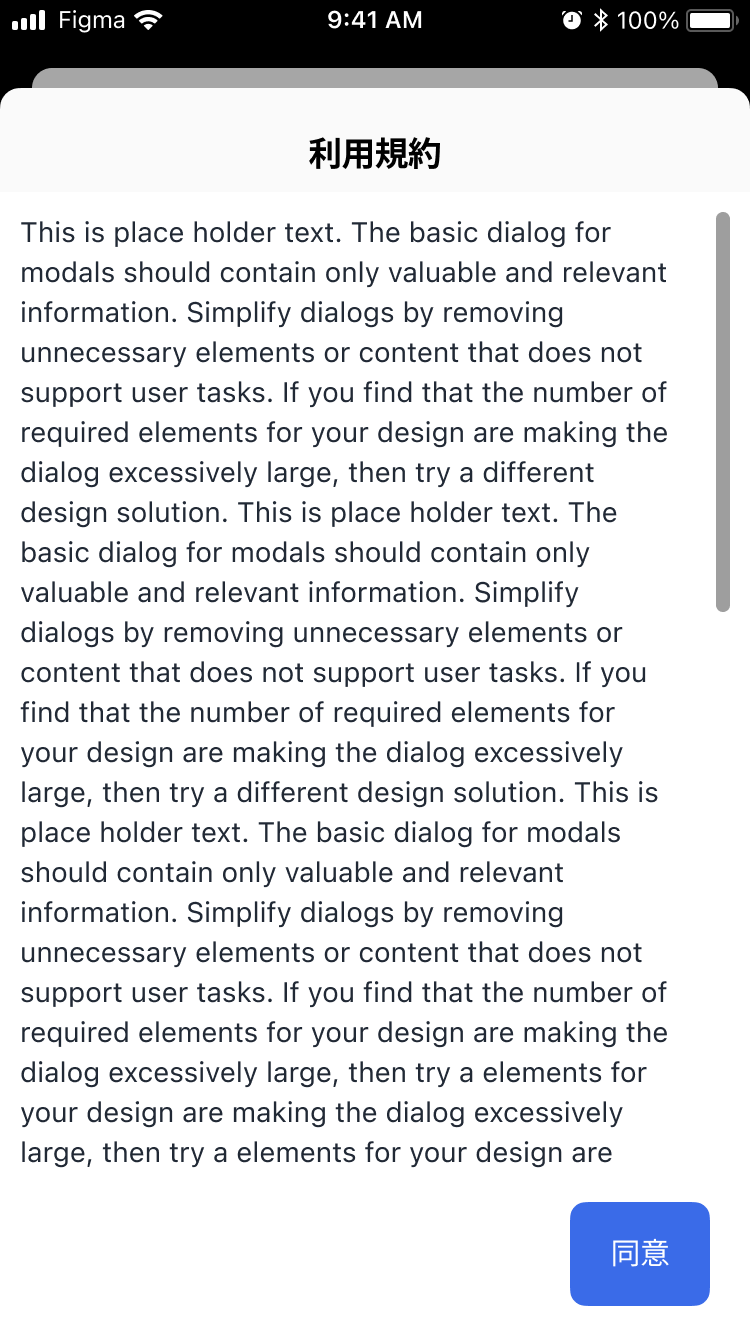 Figma 9:41 AM 100%
利用規約
This is place holder text. The basic dialog for
modals should contain only valuable and relevant
information. Simplify dialogs by removing
unnecessary elements or content that does not
support user tasks. If you find that the number of
required elements for your design are making the
dialog excessively large, then try a different
design solution. This is place holder text. The
basic dialog for modals should contain only
valuable and relevant information. Simplify
dialogs by removing unnecessary elements or
content that does not support user tasks. If you
find that the number of required elements for
your design are making the dialog excessively
large, then try a different design solution. This is
place holder text. The basic dialog for modals
should contain only valuable and relevant
information. Simplify dialogs by removing
unnecessary elements or content that does not
support user tasks. If you find that the number of
required elements for your design are making the
dialog excessively large, then try a elements for
your design are making the dialog excessively
large, then try a elements for your design are
同意